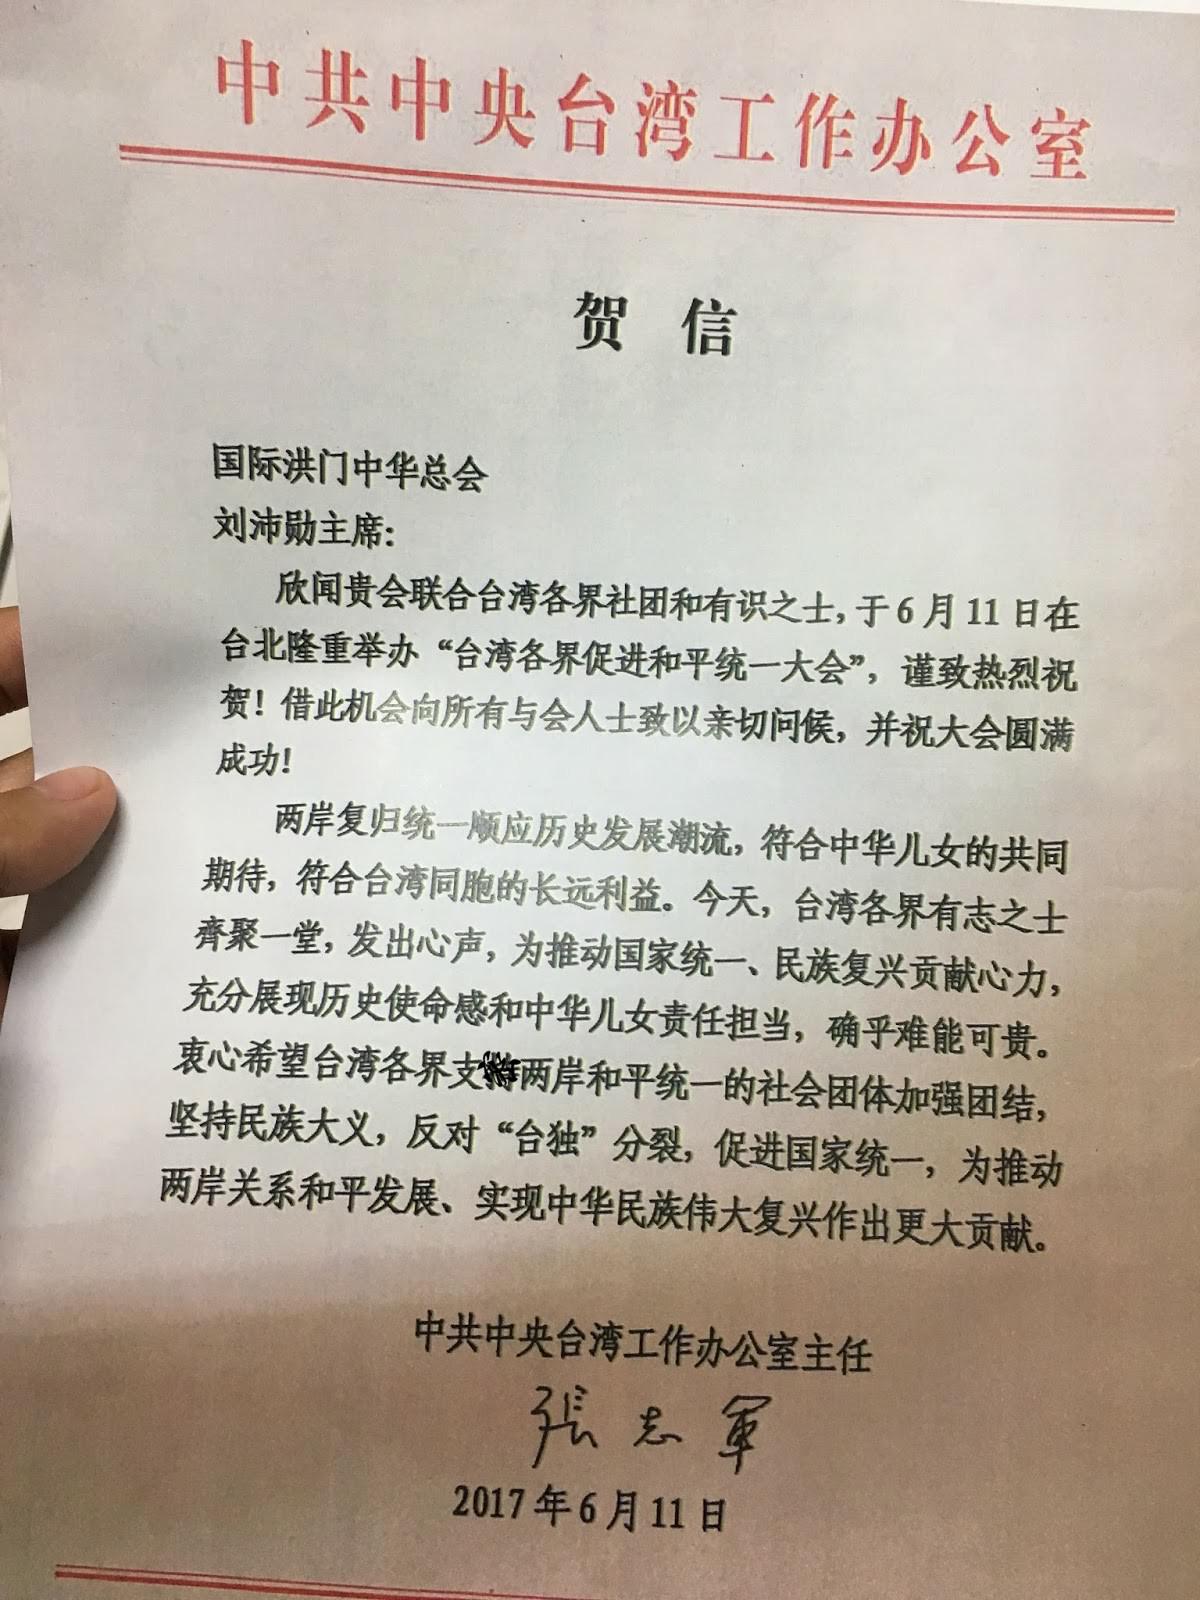 中共中央台湾工作办公室
贺 信
国际洪门中华总会
刘沛勋主席：
欣闻贵会联合台湾各界社团和有识之士，于6月11日在
台北隆重举办“台湾各界促进和平统一大会”，谨致热烈祝
贺！借此机会向所有与会人士致以亲切问候，并祝大会圆满
成功！
两岸复归统一顺应历史发展潮流，符合中华儿女的共同
期待，符合台湾同胞的长远利益。今天，台湾各界有志之士
齐聚一堂，发出心声，为推动国家统一、民族复兴贡献心力，
充分展现历史使命感和中华儿女责任担当，确乎难能可贵。
衷心希望台湾各界支两岸和平统一的社会团体加强团结，
坚持民族大义，反对“台独”分裂，促进国家统一，为推动
两岸关系和平发展、实现中华民族伟大复兴作出更大贡献。
中共中央台湾工作办公室主任
張志軍
2017年6月11日